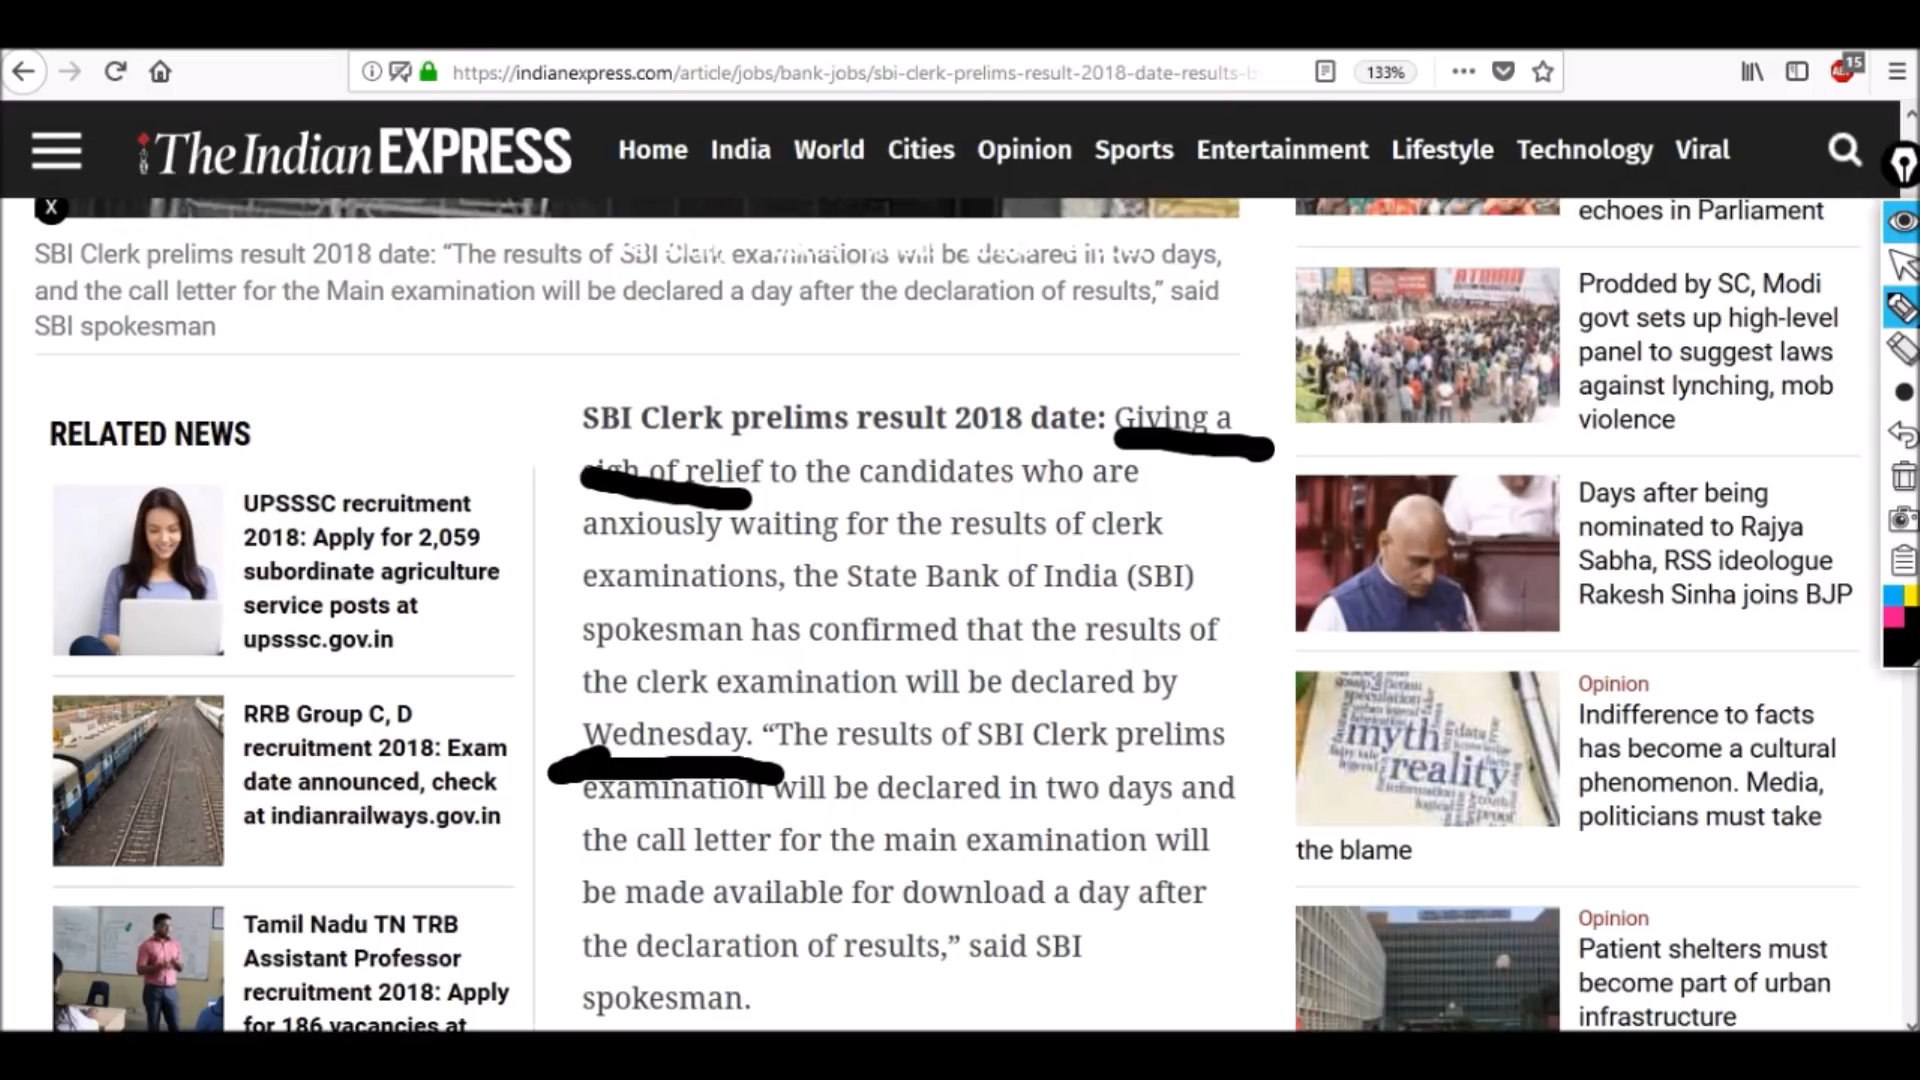 https://indianexpress.com/article/jobs/bank-jobs/sbi-clerk-prelims-result-2018-date-results-b
133%
15
The Indian EXPRESS
Home India World Cities Opinion Sports Entertainment Lifestyle Technology Viral
X
SBI Clerk prelims result 2018 date: “The results of SBI Clerk examinations will be declared in two days,
and the call letter for the Main examination will be declared a day after the declaration of results,” said
SBI spokesman
RELATED NEWS
UPSSSC recruitment
2018: Apply for 2,059
subordinate agriculture
service posts at
upsssc.gov.in
RRB Group C, D
recruitment 2018: Exam
date announced, check
at indianrailways.gov.in
Tamil Nadu TN TRB
Assistant Professor
recruitment 2018: Apply
for 186 vacancies at
SBI Clerk prelims result 2018 date: Giving a
sigh of relief to the candidates who are
anxiously waiting for the results of clerk
examinations, the State Bank of India (SBI)
spokesman has confirmed that the results of
the clerk examination will be declared by
Wednesday. “The results of SBI Clerk prelims
examination will be declared in two days and
the call letter for the main examination will
be made available for download a day after
the declaration of results,” said SBI
spokesman.
echoes in Parliament
Prodded by SC, Modi
govt sets up high-level
panel to suggest laws
against lynching, mob
violence
Days after being
nominated to Rajya
Sabha, RSS ideologue
Rakesh Sinha joins BJP
myth
reality
data
Opinion
Indifference to facts
has become a cultural
phenomenon. Media,
politicians must take
the blame
Opinion
Patient shelters must
become part of urban
infrastructure